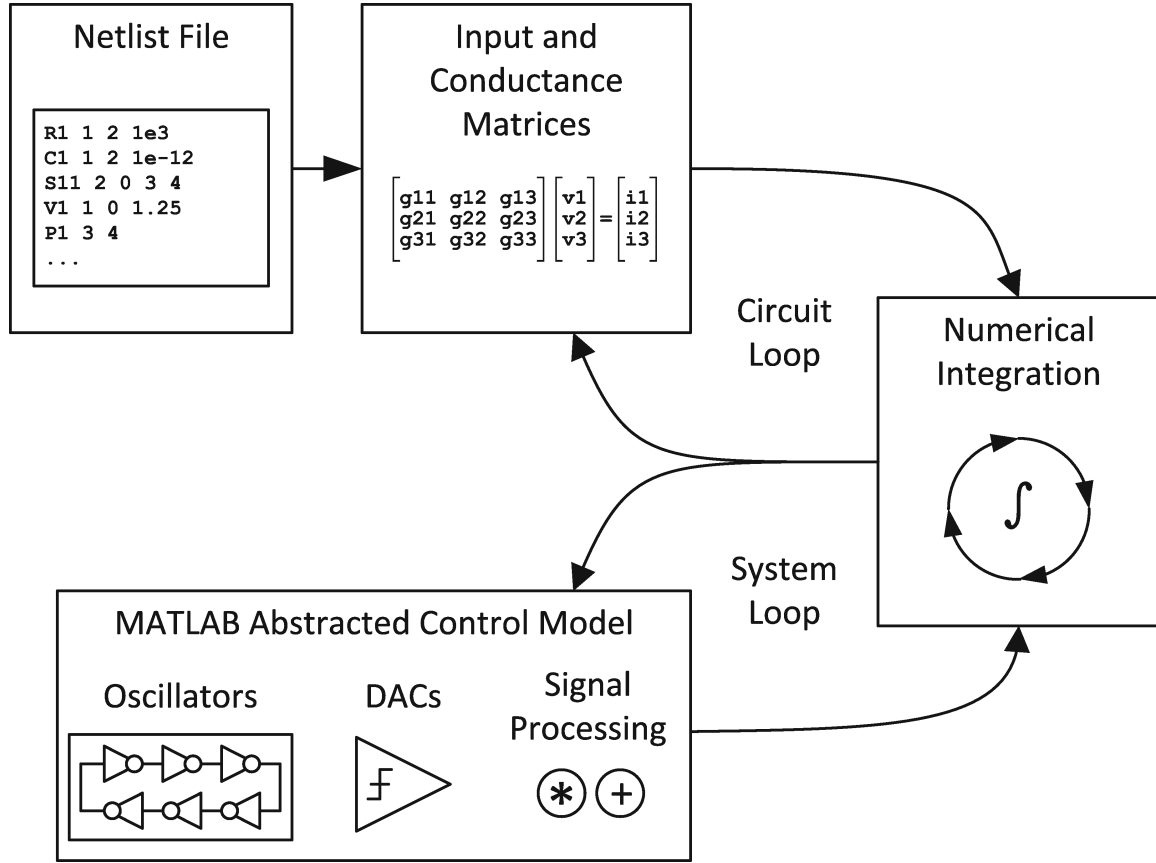 Netlist File
R1 1 2 1e3
C1 1 2 1e-12
S11 2 0 3 4
V1 1 0 1.25
P1 3 4
...
Input and
Conductance
Matrices
g11 g12 g13 v1 i1
g21 g22 g23 v2 = i2
g31 g32 g33 v3 i3
Circuit
Loop
Numerical
Integration
∫
System
Loop
MATLAB Abstracted Control Model
Oscillators
DACs
Signal
Processing
* +